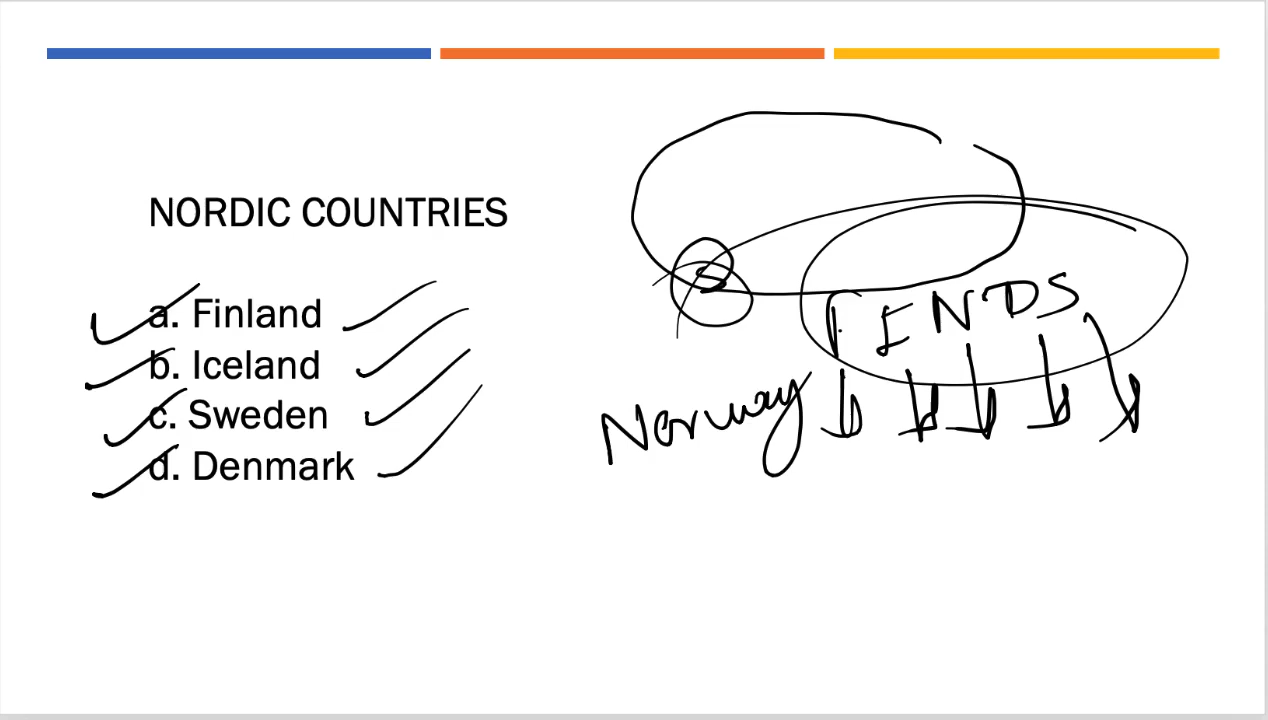 NORDIC COUNTRIES
a. Finland
b. Iceland
c. Sweden
d. Denmark
FINDS
Norway